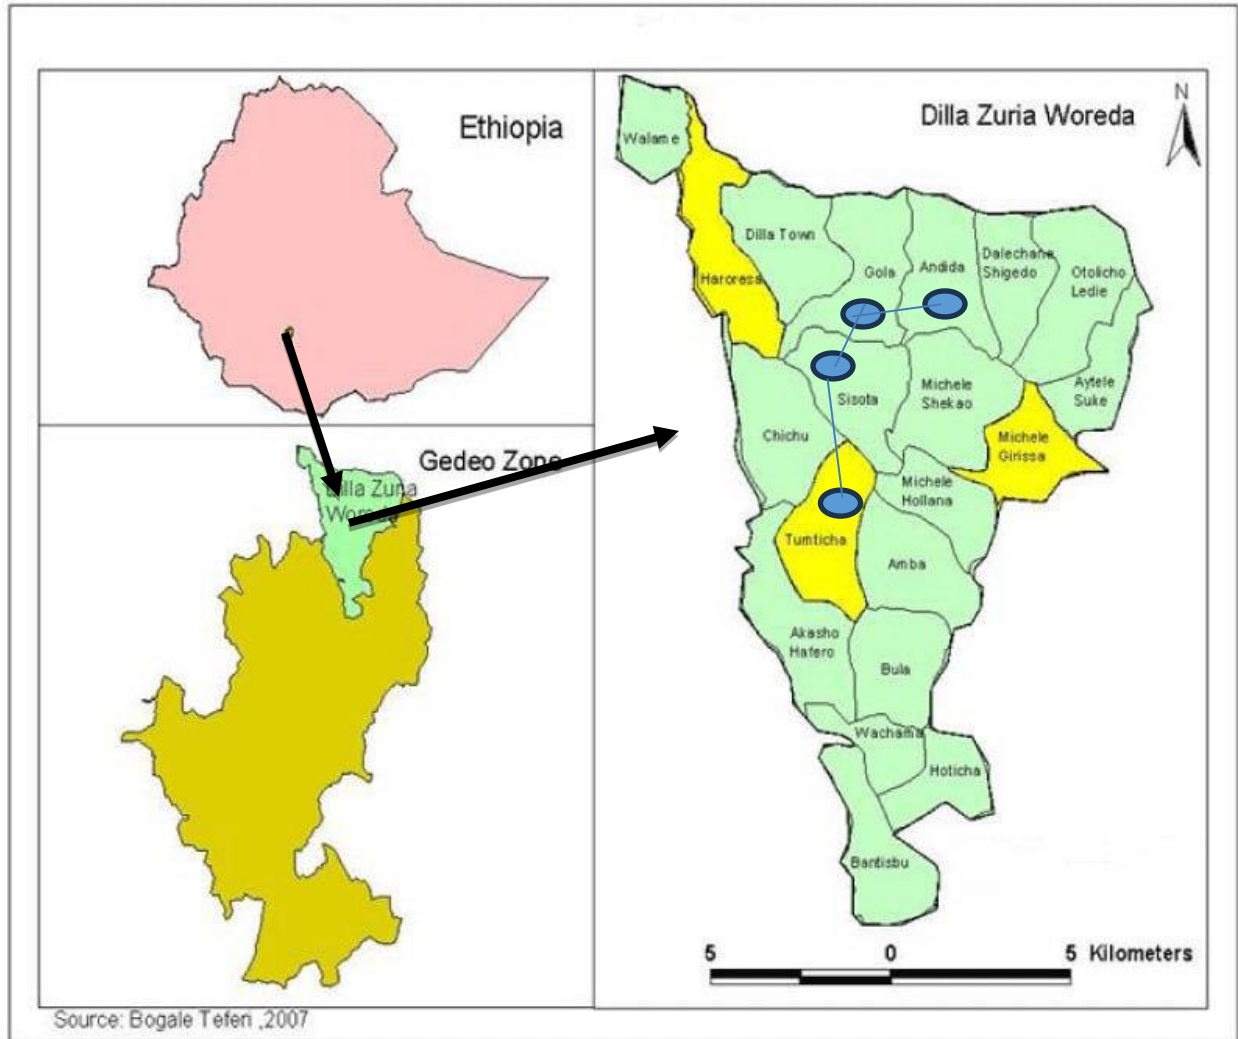 Ethiopia
Gedeo Zone
Dilla Zuria
Woreda
Dilla Zuria Woreda
N
Walame
Dilla Town
Haroresa
Gola
Andida
Dalechane
Shigedo
Otolicho
Ledie
Sisota
Michele
Shekao
Aytele
Suke
Chichu
Michele
Girissa
Michele
Hollana
Tumticha
Amba
Akasho
Hafero
Bula
Wachama
Hoticha
Bantisbu
5 0 5 Kilometers
Source: Bogale Teferi ,2007